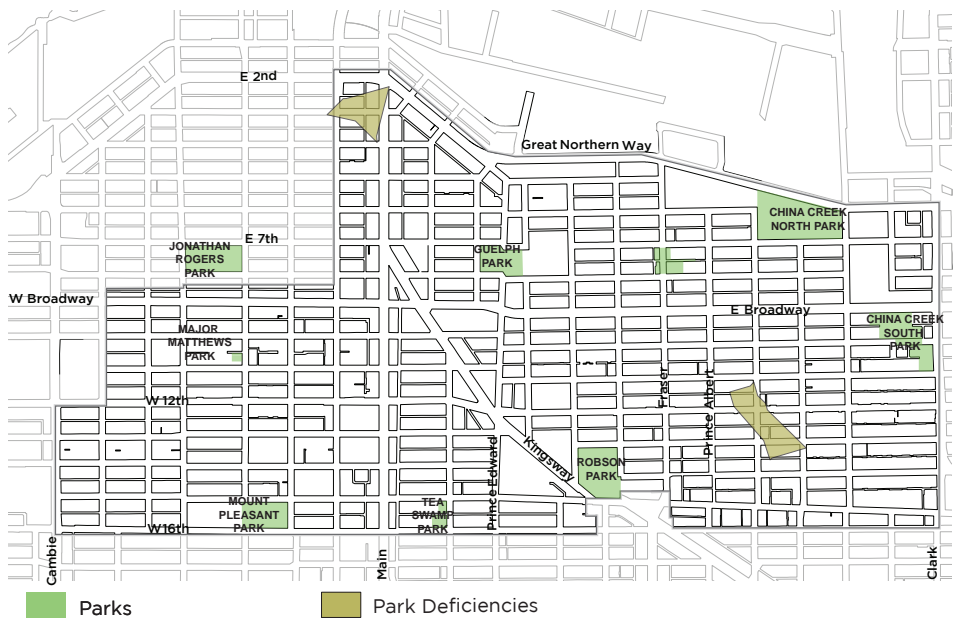 E 2nd
Great Northern Way
CHINA CREEK
NORTH PARK
E 7th
JONATHAN
ROGERS
PARK
GUELPH
PARK
W Broadway
E Broadway
CHINA CREEK
SOUTH
PARK
MAJOR
MATTHEWS
PARK
Fraser
Prince Albert
W 12th
Prince Edward
Kingsway
ROBSON
PARK
MOUNT
PLEASANT
PARK
TEA
SWAMP
PARK
W16th
Cambie
Main
Clark
Parks
Park Deficiencies